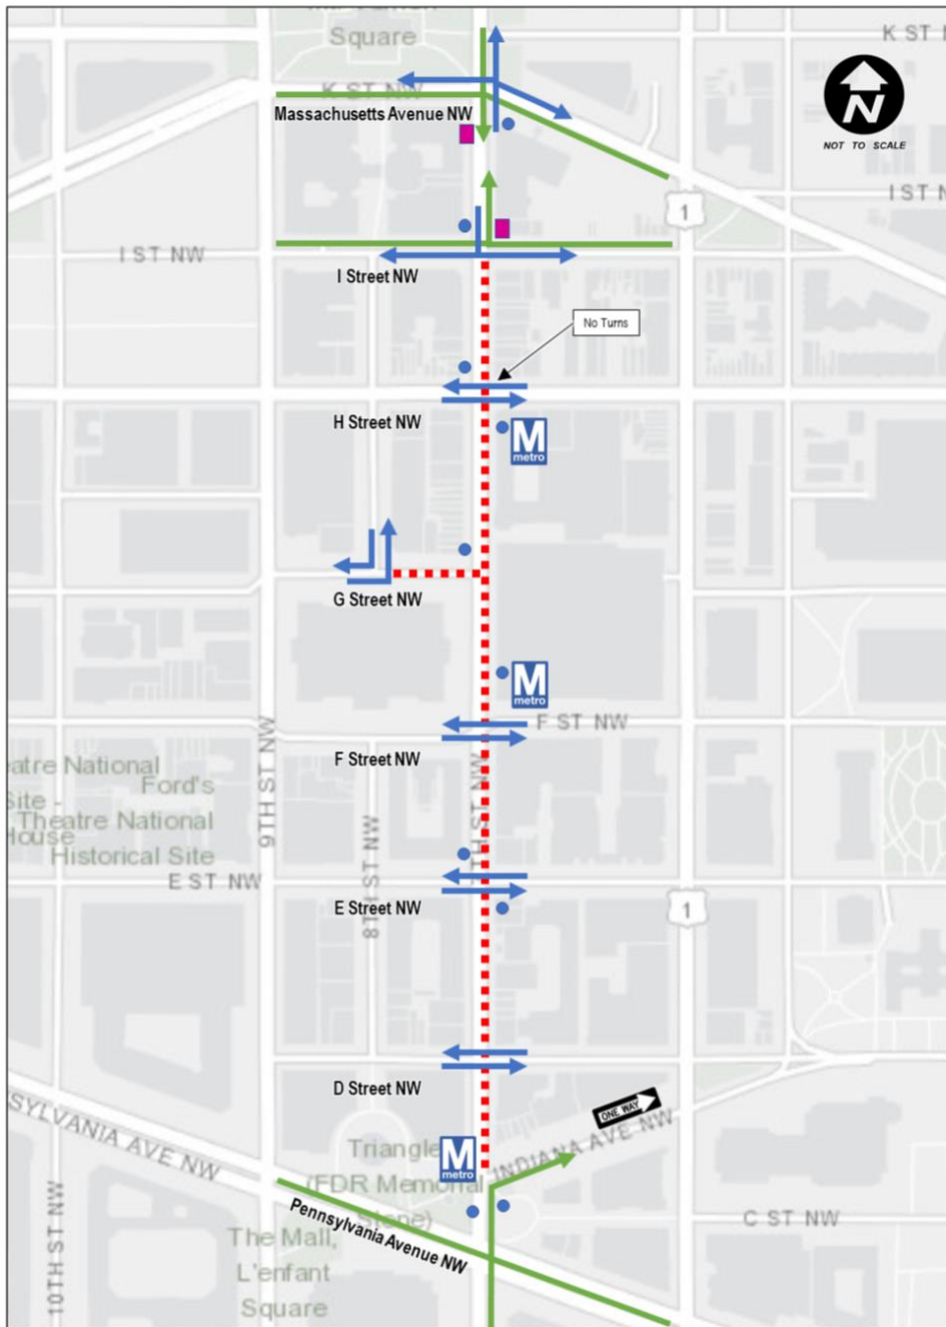 Square
K ST N
K ST NW
Massachusetts Avenue NW
N
NOT TO SCALE
I ST N
1
I ST NW
I Street NW
No Turns
H Street NW
M
metro
G Street NW
M
metro
F ST NW
F Street NW
9TH ST NW
TH ST NW
eatre National
Site -
House
Ford's
Theatre National
Historical Site
8TH ST NW
E ST NW
E Street NW
1
D Street NW
ONE WAY
SYLVANIA AVE NW
INDIANA AVE NW
M
metro
Triangle
(FDR Memorial
Stone)
Pennsylvania Avenue NW
C ST NW
10TH ST NW
The Mall,
L'enfant
Square